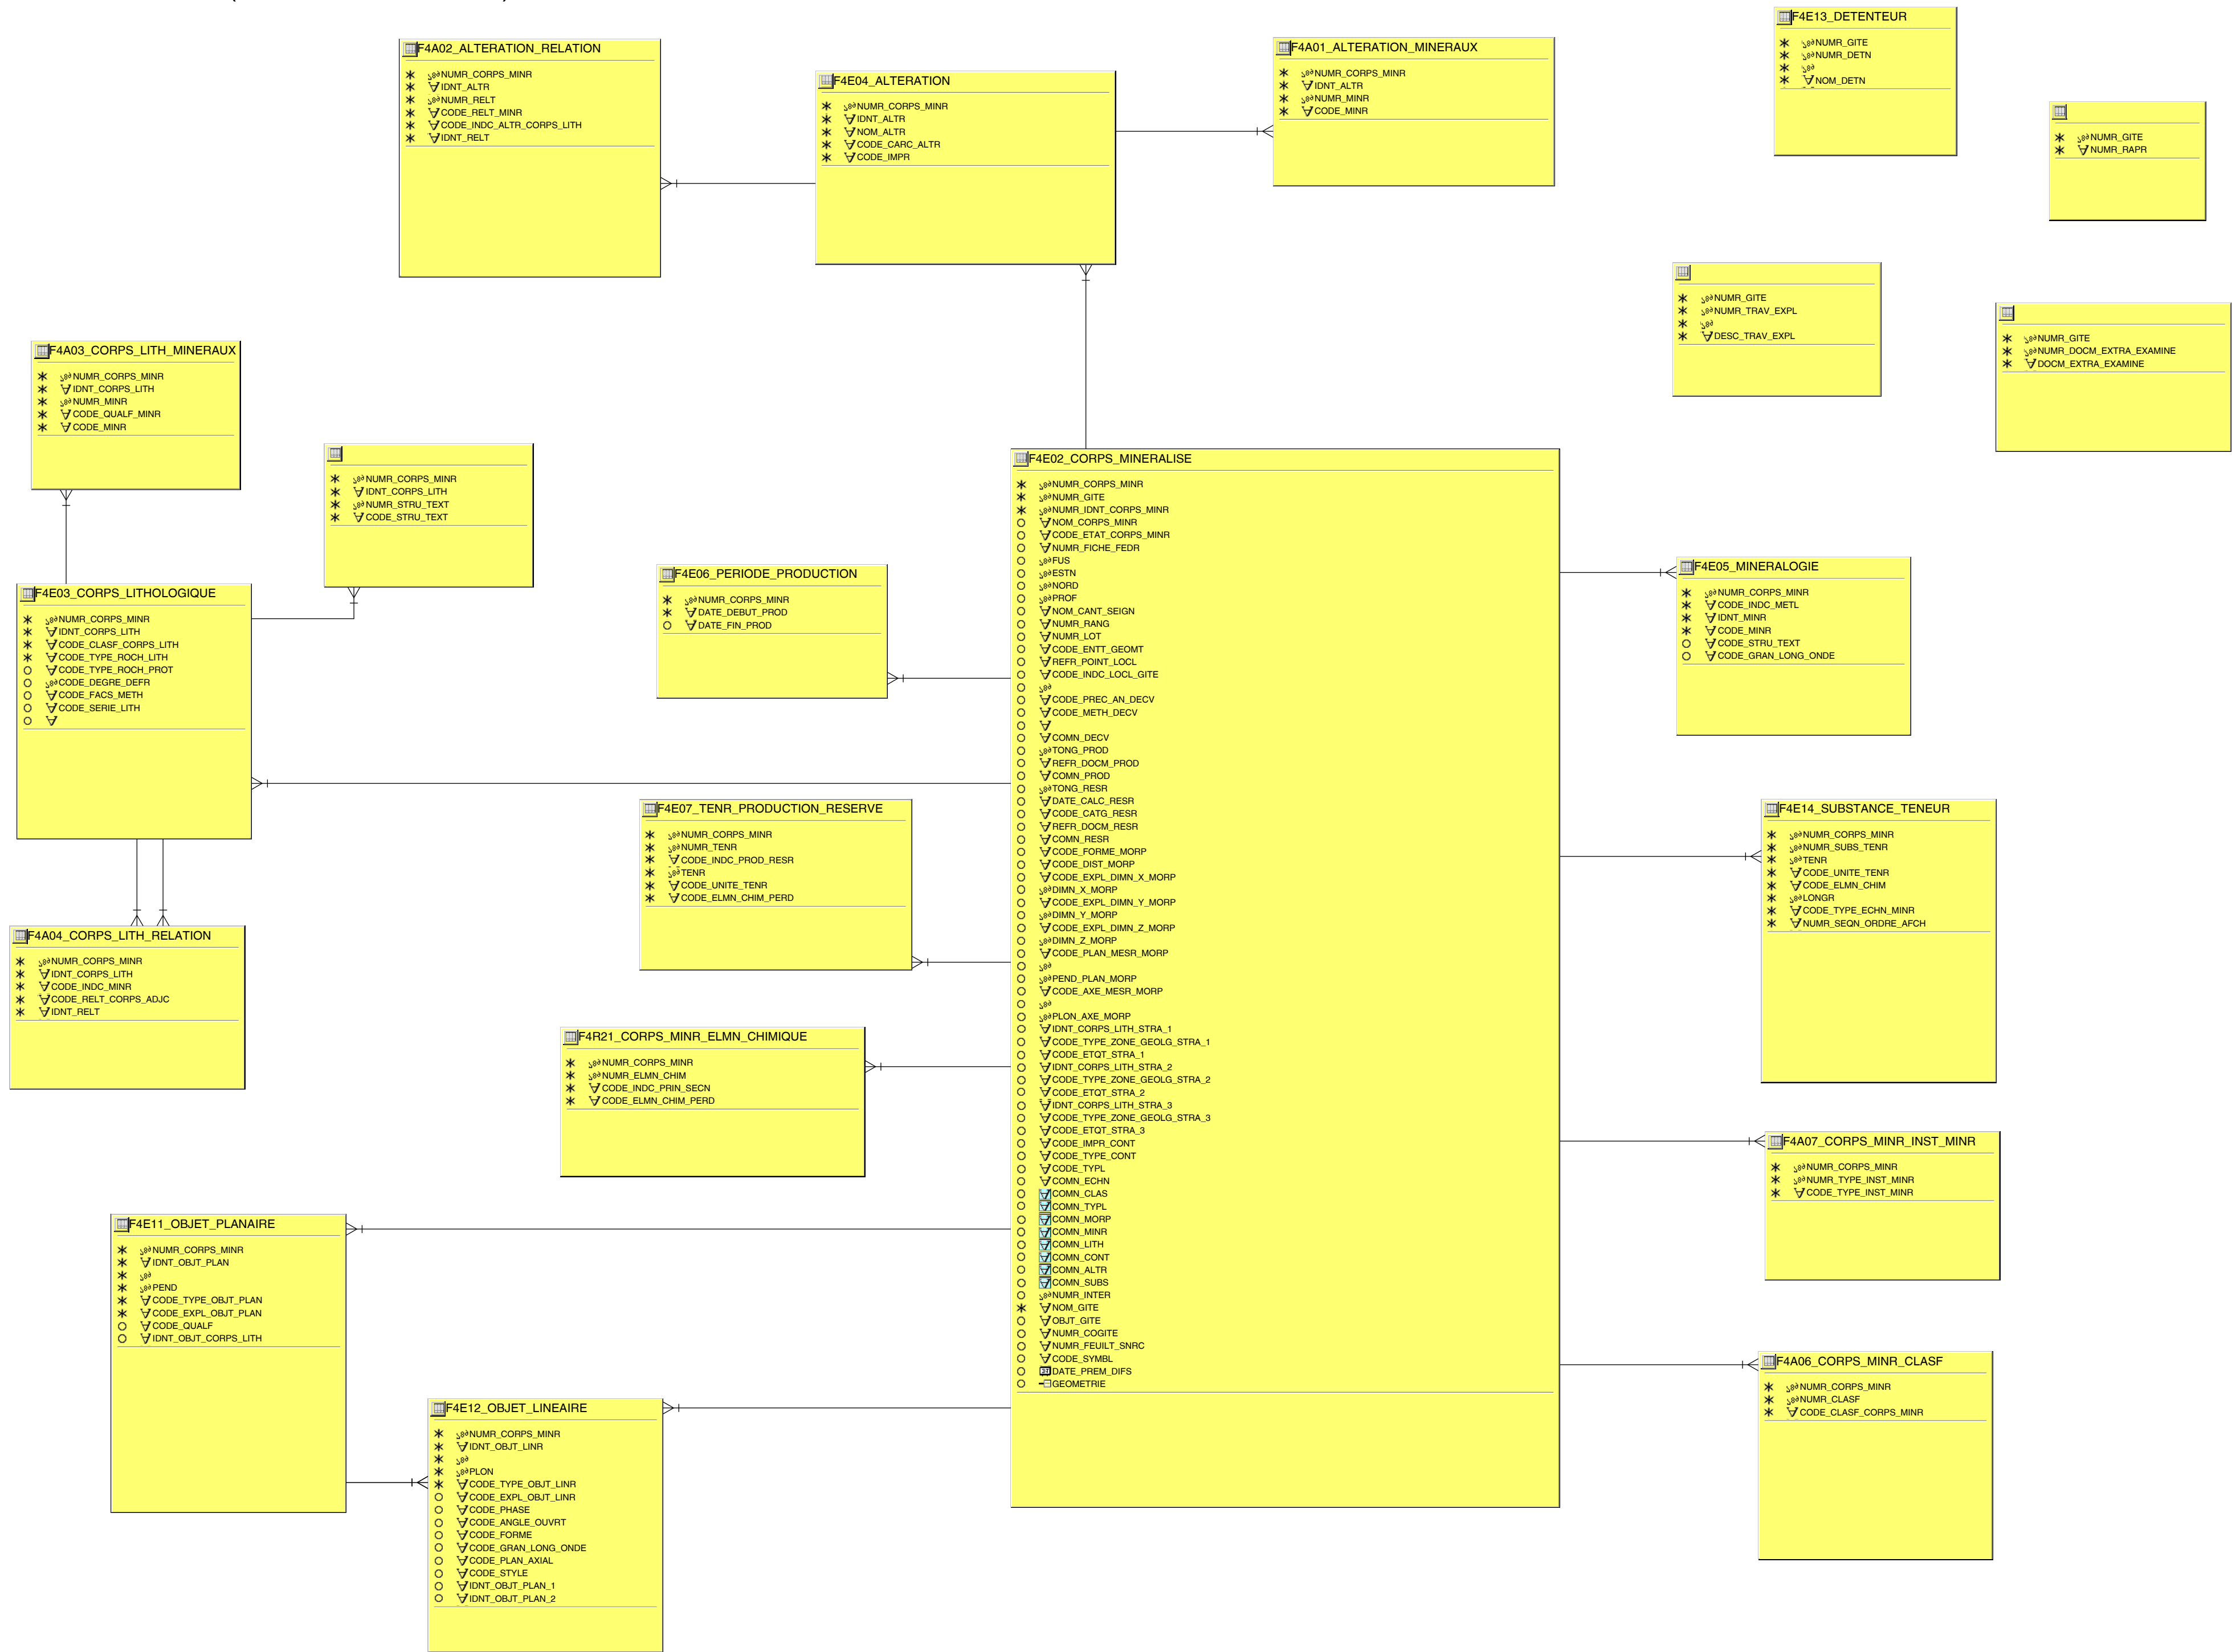 F4A02_ALTERATION_RELATION
NUMR_CORPS_MINR
IDNT_ALTR
NUMR_RELT
CODE_RELT_MINR
CODE_INDC_ALTR_CORPS_LITH
IDNT_RELT
F4E04_ALTERATION
NUMR_CORPS_MINR
IDNT_ALTR
NOM_ALTR
CODE_CARC_ALTR
CODE_IMPR
F4A01_ALTERATION_MINERAUX
NUMR_CORPS_MINR
IDNT_ALTR
NUMR_MINR
CODE_MINR
F4E13_DETENTEUR
NUMR_GITE
NUMR_DETN
NOM_DETN
NUMR_GITE
NUMR_RAPR
NUMR_GITE
NUMR_TRAV_EXPL
DESC_TRAV_EXPL
NUMR_GITE
NUMR_DOCM_EXTRA_EXAMINE
DOCM_EXTRA_EXAMINE
F4A03_CORPS_LITH_MINERAUX
NUMR_CORPS_MINR
IDNT_CORPS_LITH
NUMR_MINR
CODE_QUALF_MINR
CODE_MINR
NUMR_CORPS_MINR
IDNT_CORPS_LITH
NUMR_STRU_TEXT
CODE_STRU_TEXT
F4E03_CORPS_LITHOLOGIQUE
NUMR_CORPS_MINR
IDNT_CORPS_LITH
CODE_CLASF_CORPS_LITH
CODE_TYPE_ROCH_LITH
CODE_TYPE_ROCH_PROT
CODE_DEGRE_DEFR
CODE_FACS_METH
CODE_SERIE_LITH
F4E06_PERIODE_PRODUCTION
NUMR_CORPS_MINR
DATE_DEBUT_PROD
DATE_FIN_PROD
F4E02_CORPS_MINERALISE
NUMR_CORPS_MINR
NUMR_GITE
NUMR_IDNT_CORPS_MINR
NOM_CORPS_MINR
CODE_ETAT_CORPS_MINR
NUMR_FICHE_FEDR
FUS
ESTN
NORD
PROF
NOM_CANT_SEIGN
NUMR_RANG
NUMR_LOT
CODE_ENTT_GEOMT
REFR_POINT_LOCL
CODE_INDC_LOCL_GITE
CODE_PREC_AN_DECV
CODE_METH_DECV
COMN_DECV
TONG_PROD
REFR_DOCM_PROD
COMN_PROD
TONG_RESR
DATE_CALC_RESR
CODE_CATG_RESR
REFR_DOCM_RESR
COMN_RESR
CODE_FORME_MORP
CODE_DIST_MORP
CODE_EXPL_DIMN_X_MORP
DIMN_X_MORP
CODE_EXPL_DIMN_Y_MORP
DIMN_Y_MORP
CODE_EXPL_DIMN_Z_MORP
DIMN_Z_MORP
CODE_PLAN_MESR_MORP
PEND_PLAN_MORP
CODE_AXE_MESR_MORP
PLON_AXE_MORP
IDNT_CORPS_LITH_STRA_1
CODE_TYPE_ZONE_GEOLG_STRA_1
CODE_ETQT_STRA_1
IDNT_CORPS_LITH_STRA_2
CODE_TYPE_ZONE_GEOLG_STRA_2
CODE_ETQT_STRA_2
IDNT_CORPS_LITH_STRA_3
CODE_TYPE_ZONE_GEOLG_STRA_3
CODE_ETQT_STRA_3
CODE_IMPR_CONT
CODE_TYPE_CONT
CODE_TYPL
COMN_ECHN
COMN_CLAS
COMN_TYPL
COMN_MORP
COMN_MINR
COMN_LITH
COMN_CONT
COMN_ALTR
COMN_SUBS
NUMR_INTER
NOM_GITE
OBJT_GITE
NUMR_COGITE
NUMR_FEUILT_SNRC
CODE_SYMBL
DATE_PREM_DIFS
GEOMETRIE
F4E05_MINERALOGIE
NUMR_CORPS_MINR
CODE_INDC_METL
IDNT_MINR
CODE_MINR
CODE_STRU_TEXT
CODE_GRAN_LONG_ONDE
F4E07_TENR_PRODUCTION_RESERVE
NUMR_CORPS_MINR
NUMR_TENR
CODE_INDC_PROD_RESR
TENR
CODE_UNITE_TENR
CODE_ELMN_CHIM_PERD
F4E14_SUBSTANCE_TENEUR
NUMR_CORPS_MINR
NUMR_SUBS_TENR
TENR
CODE_UNITE_TENR
CODE_ELMN_CHIM
LONGR
CODE_TYPE_ECHN_MINR
NUMR_SEQN_ORDRE_AFCH
F4A04_CORPS_LITH_RELATION
NUMR_CORPS_MINR
IDNT_CORPS_LITH
CODE_INDC_MINR
CODE_RELT_CORPS_ADJC
IDNT_RELT
F4R21_CORPS_MINR_ELMN_CHIMIQUE
NUMR_CORPS_MINR
NUMR_ELMN_CHIM
CODE_INDC_PRIN_SECN
CODE_ELMN_CHIM_PERD
F4A07_CORPS_MINR_INST_MINR
NUMR_CORPS_MINR
NUMR_TYPE_INST_MINR
CODE_TYPE_INST_MINR
F4E11_OBJET_PLANAIRE
NUMR_CORPS_MINR
IDNT_OBJT_PLAN
PEND
CODE_TYPE_OBJT_PLAN
CODE_EXPL_OBJT_PLAN
CODE_QUALF
IDNT_OBJT_CORPS_LITH
F4A06_CORPS_MINR_CLASF
NUMR_CORPS_MINR
NUMR_CLASF
CODE_CLASF_CORPS_MINR
F4E12_OBJET_LINEAIRE
NUMR_CORPS_MINR
IDNT_OBJT_LINR
PLON
CODE_TYPE_OBJT_LINR
CODE_EXPL_OBJT_LINR
CODE_PHASE
CODE_ANGLE_OUVRT
CODE_FORME
CODE_GRAN_LONG_ONDE
CODE_PLAN_AXIAL
CODE_STYLE
IDNT_OBJT_PLAN_1
IDNT_OBJT_PLAN_2